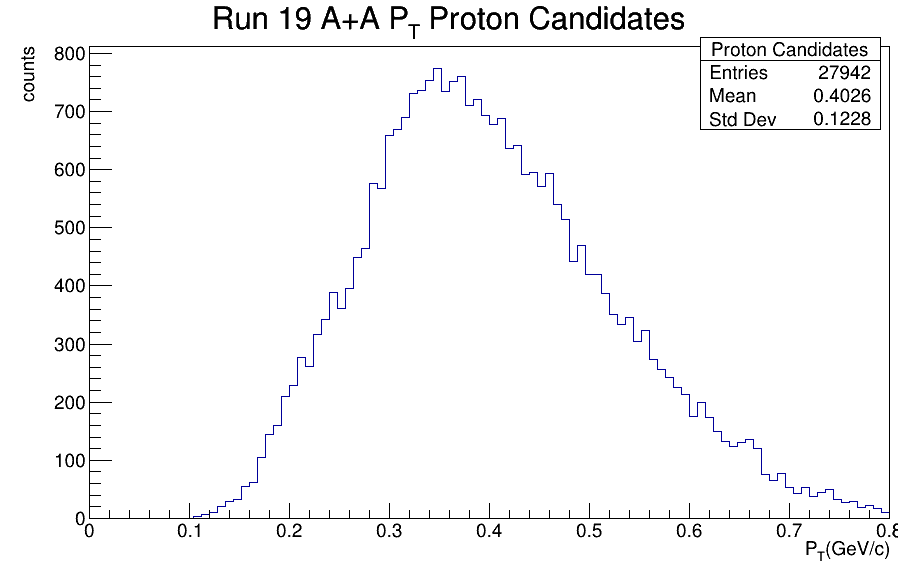 Run 19 A+A P_T Proton Candidates
counts
Proton Candidates
Entries 27942
Mean 0.4026
Std Dev 0.1228
800
700
600
500
400
300
200
100
0
0 0.1 0.2 0.3 0.4 0.5 0.6 0.7 0.8
P_T(GeV/c)